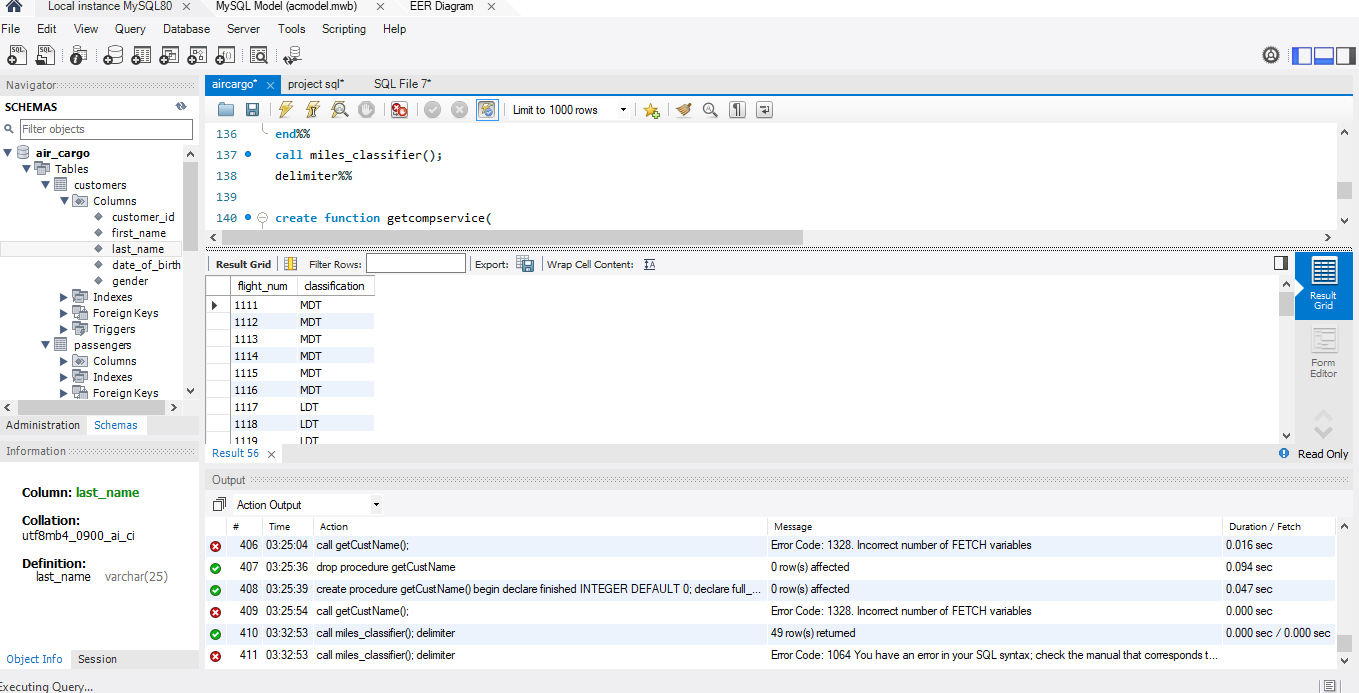 Local instance MySQL80 × MySQL Model (acmodel.mwb) × EER Diagram ×
File Edit View Query Database Server Tools Scripting Help
Navigator
SCHEMAS
Filter objects
air_cargo
Tables
customers
Columns
customer_id
first_name
last_name
date_of_birth
gender
Indexes
Foreign Keys
Triggers
passengers
Columns
Indexes
Foreign Keys
Administration Schemas
Information
Column: last_name
Collation:
utf8mb4_0900_ai_ci
Definition:
last_name varchar(25)
Object Info Session
Executing Query...
aircargo* × project sql* SQL File 7*
Limit to 1000 rows
136 end%%
137 call miles_classifier();
138 delimiter%%
139
140 create function getcompservice(
Result Grid Filter Rows: Export: Wrap Cell Content:
flight_num classification
1111 MDT
1112 MDT
1113 MDT
1114 MDT
1115 MDT
1116 MDT
1117 LDT
1118 LDT
1119 LDT
Result 56 ×
Result
Grid
Form
Editor
Read Only
Output
Action Output
# Time Action Message Duration / Fetch
406 03:25:04 call getCustName(); Error Code: 1328. Incorrect number of FETCH variables 0.016 sec
407 03:25:36 drop procedure getCustName 0 row(s) affected 0.094 sec
408 03:25:39 create procedure getCustName() begin declare finished INTEGER DEFAULT 0; declare full_... 0 row(s) affected 0.047 sec
409 03:25:54 call getCustName(); Error Code: 1328. Incorrect number of FETCH variables 0.000 sec
410 03:32:53 call miles_classifier(); delimiter 49 row(s) returned 0.000 sec / 0.000 sec
411 03:32:53 call miles_classifier(); delimiter Error Code: 1064 You have an error in your SQL syntax; check the manual that corresponds t...